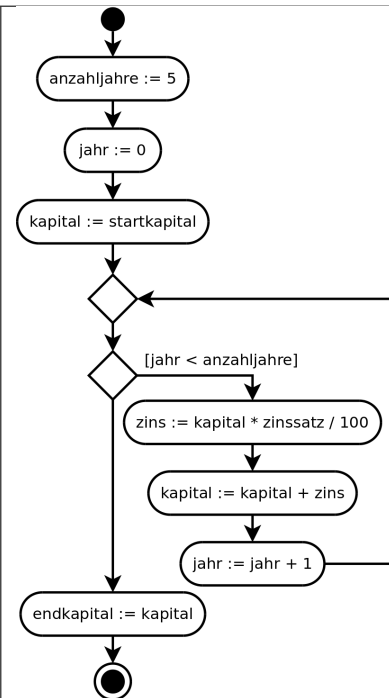 anzahljahre := 5
jahr := 0
kapital := startkapital
[jahr < anzahljahre]
zins := kapital * zinssatz / 100
kapital := kapital + zins
jahr := jahr + 1
endkapital := kapital